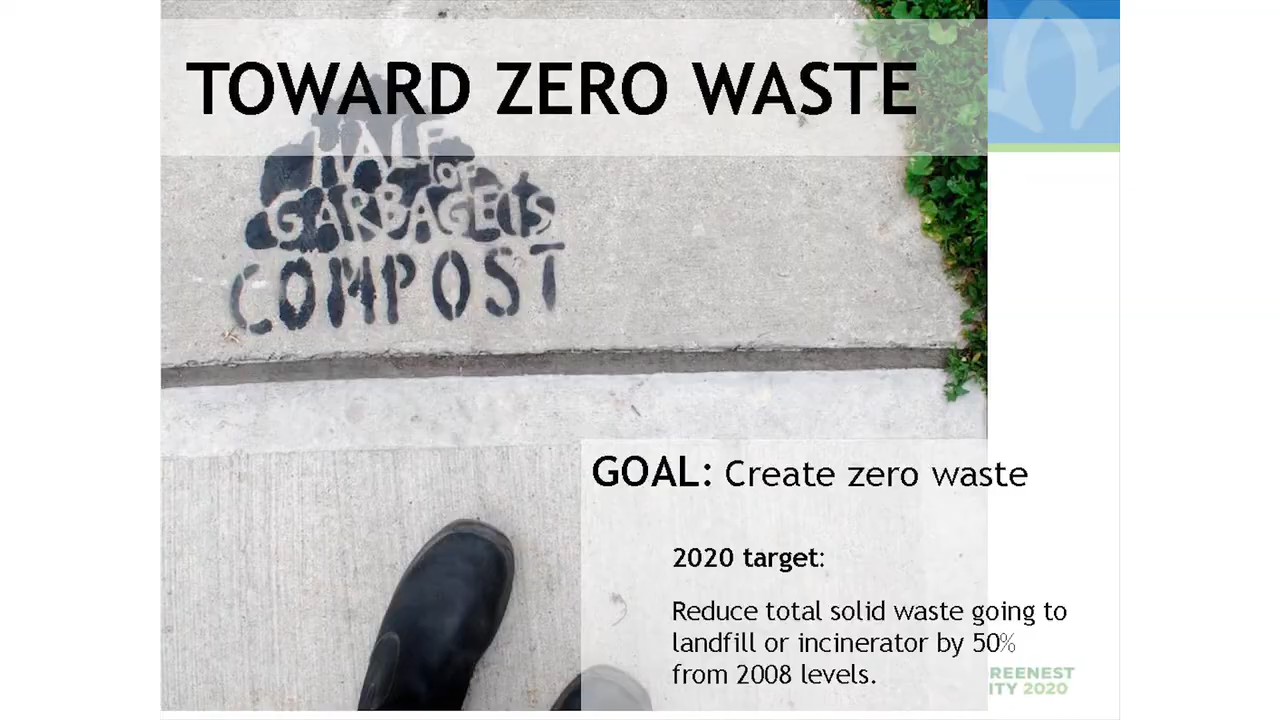 TOWARD ZERO WASTE
HALF
OF
GARBAGE IS
COMPOST
GOAL: Create zero waste
2020 target:
Reduce total solid waste going to
landfill or incinerator by 50%
from 2008 levels.
REENEST
ITY 2020